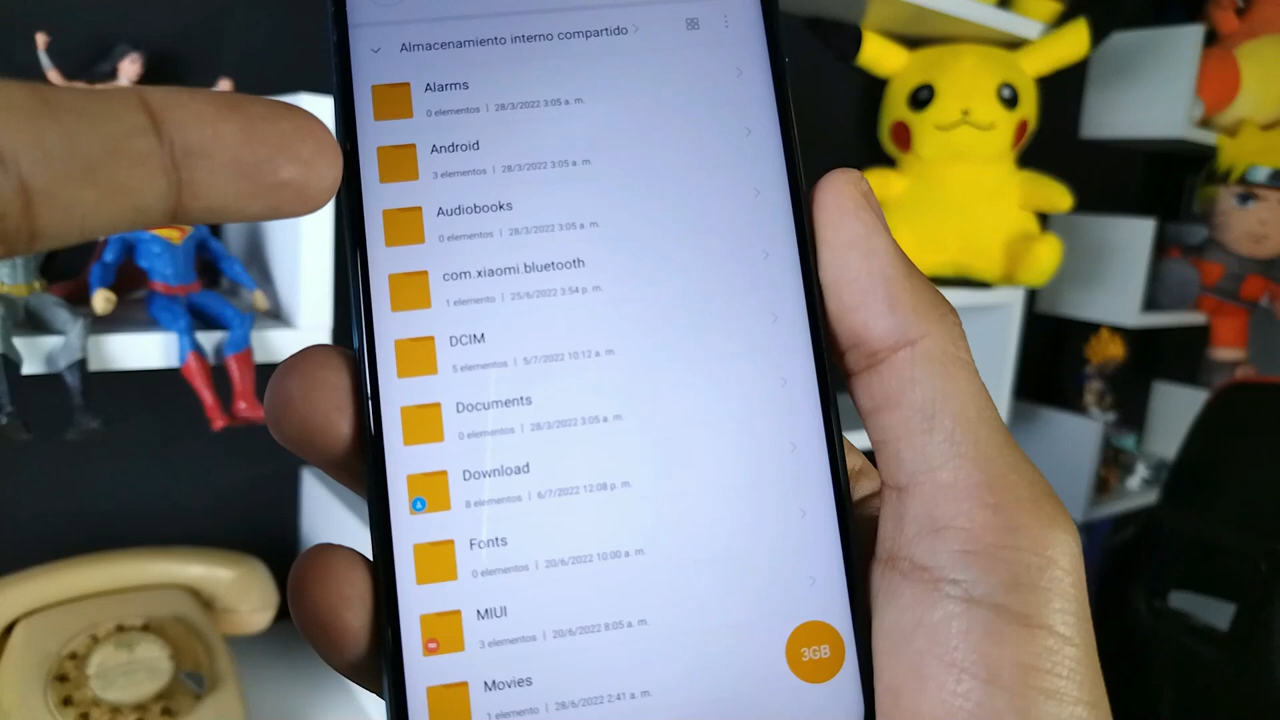 Almacenamiento interno compartido
Alarms
0 elementos | 28/3/2022 3:05 a. m.
Android
3 elementos | 28/3/2022 3:05 a. m.
Audiobooks
0 elementos | 28/3/2022 3:05 a. m.
com.xiaomi.bluetooth
1 elemento | 25/6/2022 3:54 p. m.
DCIM
5 elementos | 5/7/2022 10:12 a. m.
Documents
0 elementos | 28/3/2022 3:05 a. m.
Download
8 elementos | 6/7/2022 12:08 p. m.
Fonts
0 elementos | 20/6/2022 10:00 a. m.
MIUI
3 elementos | 20/6/2022 8:05 a. m.
3GB
Movies
1 elemento | 28/6/2022 2:41 a. m.